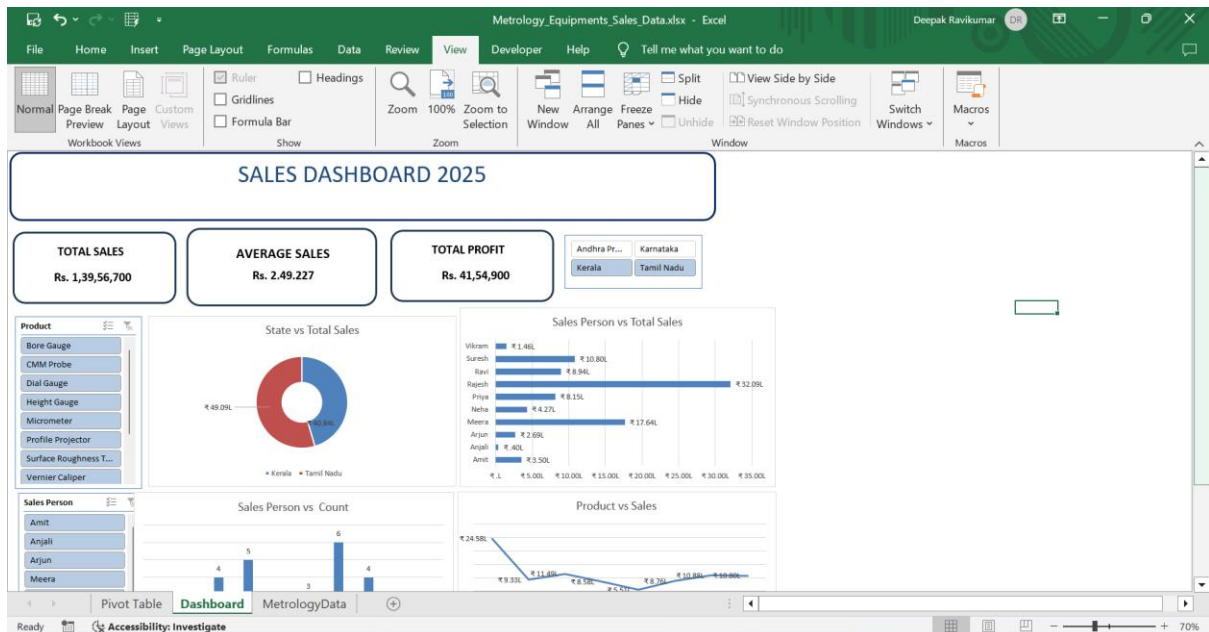 Metrology_Equipments_Sales_Data.xlsx - Excel
Deepak Ravikumar DR
File Home Insert Page Layout Formulas Data Review View Developer Help Tell me what you want to do
Normal
Page Break Preview
Page Layout
Custom Views
Workbook Views
Ruler
Gridlines
Formula Bar
Headings
Show
Zoom
100%
Zoom to Selection
Zoom
New Window
Arrange All
Freeze Panes
Split
Hide
Unhide
View Side by Side
Synchronous Scrolling
Reset Window Position
Switch Windows
Window
Macros
Macros
SALES DASHBOARD 2025
TOTAL SALES
Rs. 1,39,56,700
AVERAGE SALES
Rs. 2.49.227
TOTAL PROFIT
Rs. 41,54,900
Andhra Pr... Karnataka
Kerala Tamil Nadu
Product
Bore Gauge
CMM Probe
Dial Gauge
Height Gauge
Micrometer
Profile Projector
Surface Roughness T...
Vernier Caliper
State vs Total Sales
₹49.09L
Kerala Tamil Nadu
Sales Person vs Total Sales
Vikram ₹1.46L
Suresh ₹10.80L
Ravi ₹8.94L
Rajesh ₹32.09L
Priya ₹8.15L
Neha ₹4.27L
Meera ₹17.64L
Arjun ₹2.69L
Anjali ₹.40L
Amit ₹3.50L
₹.L ₹5.00L ₹10.00L ₹15.00L ₹20.00L ₹25.00L ₹30.00L ₹35.00L
Sales Person
Amit
Anjali
Arjun
Meera
Sales Person vs Count
4 5 3 6 4
Product vs Sales
₹24.58L
₹9.33L
₹11.49L
₹8.58L
₹8.76L
₹10.88L
₹10.80L
Pivot Table Dashboard MetrologyData
Ready Accessibility: Investigate 70%